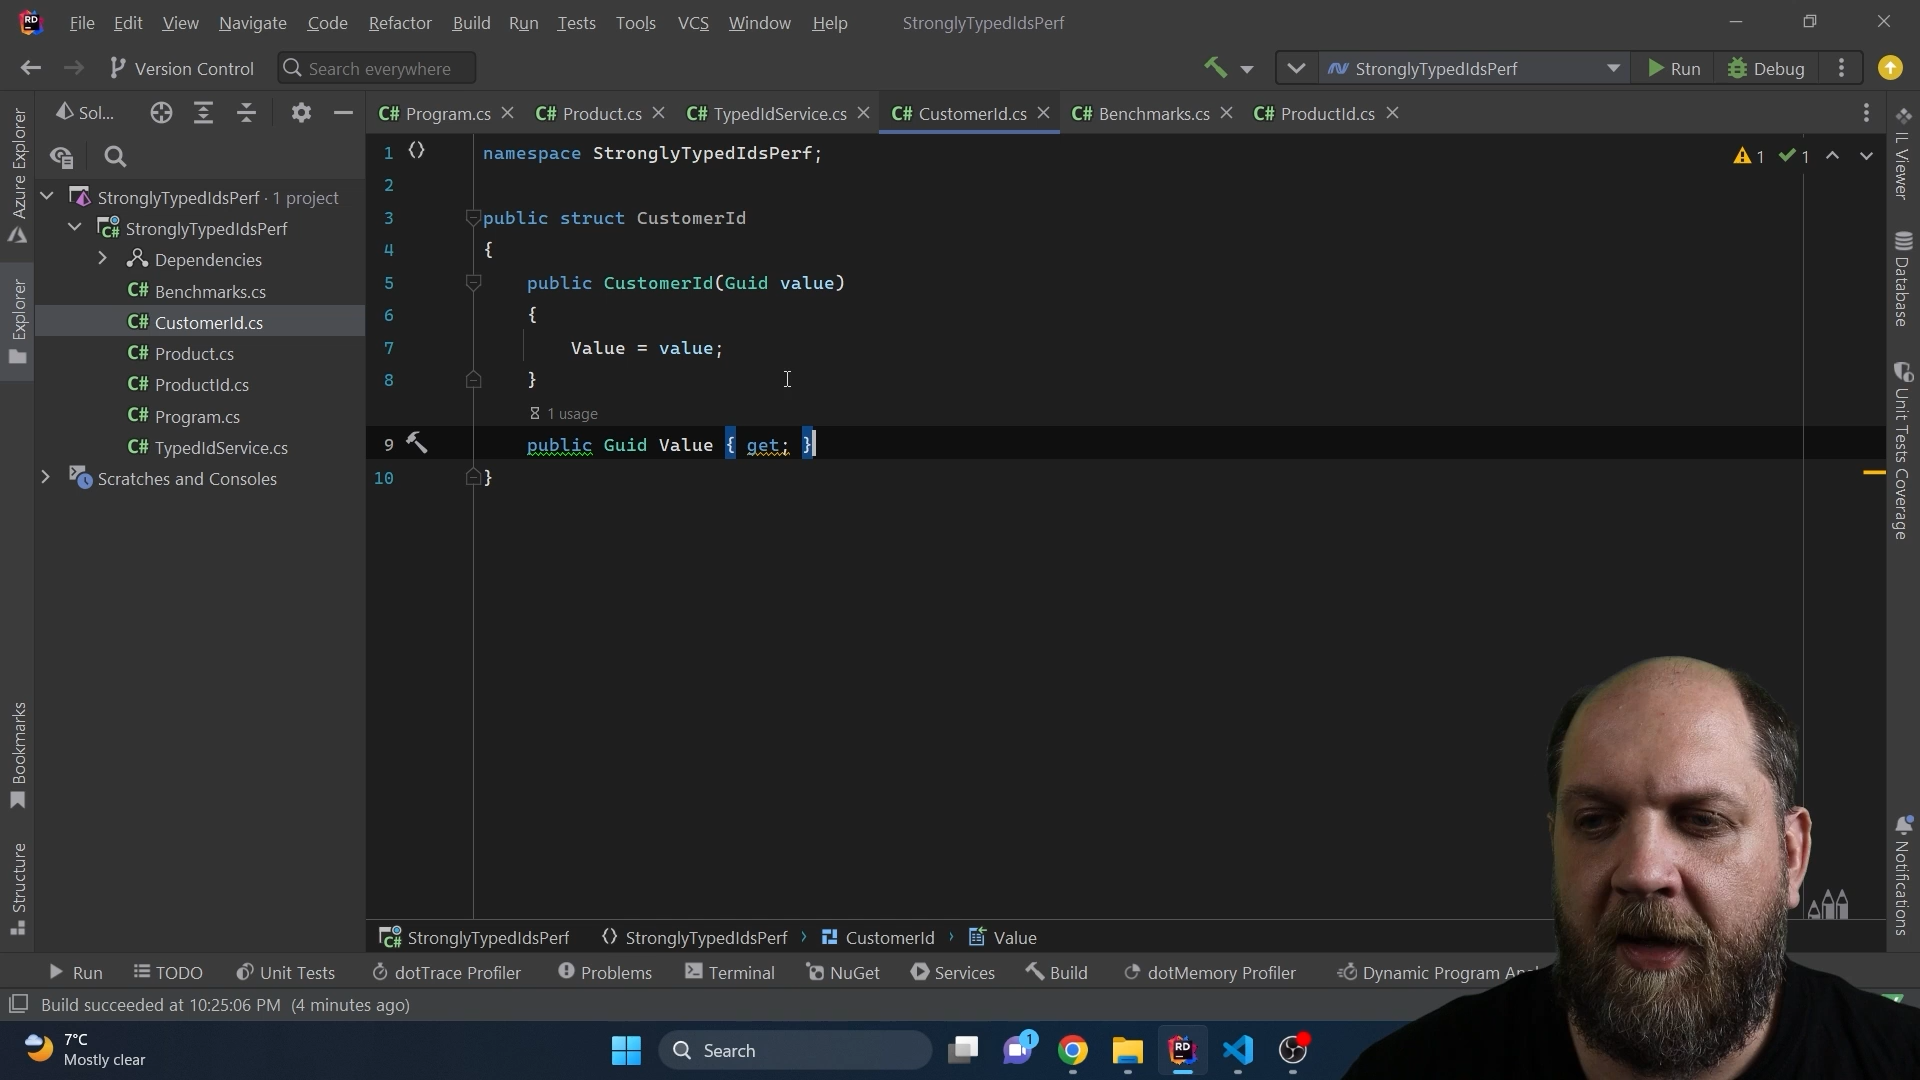 File Edit View Navigate Code Refactor Build Run Tests Tools VCS Window Help StronglyTypedIdsPerf
Version Control Search everywhere StronglyTypedIdsPerf Run Debug
Sol...
C# Program.cs C# Product.cs C# TypedIdService.cs C# CustomerId.cs C# Benchmarks.cs C# ProductId.cs
Azure Explorer
Explorer
Bookmarks
Structure
StronglyTypedIdsPerf · 1 project
C# StronglyTypedIdsPerf
Dependencies
C# Benchmarks.cs
C# CustomerId.cs
C# Product.cs
C# ProductId.cs
C# Program.cs
C# TypedIdService.cs
Scratches and Consoles
1 namespace StronglyTypedIdsPerf;
2
3 public struct CustomerId
4 {
5 public CustomerId(Guid value)
6 {
7 Value = value;
8 }
1 usage
9 public Guid Value { get; }
10 }
1 1
IL Viewer
Database
Unit Tests Coverage
Notifications
C# StronglyTypedIdsPerf StronglyTypedIdsPerf CustomerId Value
Run TODO Unit Tests dotTrace Profiler Problems Terminal NuGet Services Build dotMemory Profiler Dynamic Program
Build succeeded at 10:25:06 PM (4 minutes ago)
7°C
Mostly clear
Search
1
RD